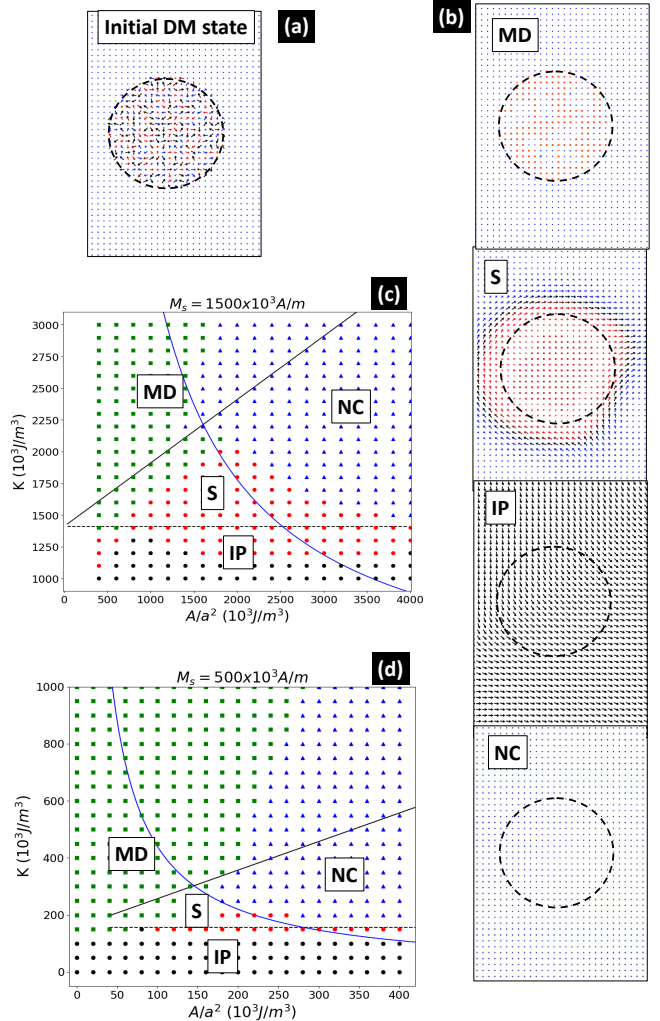 Initial DM state
(a)
(b)
MD
S
IP
NC
(c)
M_s = 1500x10³A/m
K (10³J/m³)
3000
2750
2500
2250
2000
1750
1500
1250
1000
MD
NC
S
IP
0
500
1000
1500
2000
2500
3000
3500
4000
A/a² (10³J/m³)
(d)
M_s = 500x10³A/m
K (10³J/m³)
1000
800
600
400
200
0
MD
NC
S
IP
0
50
100
150
200
250
300
350
400
A/a² (10³J/m³)